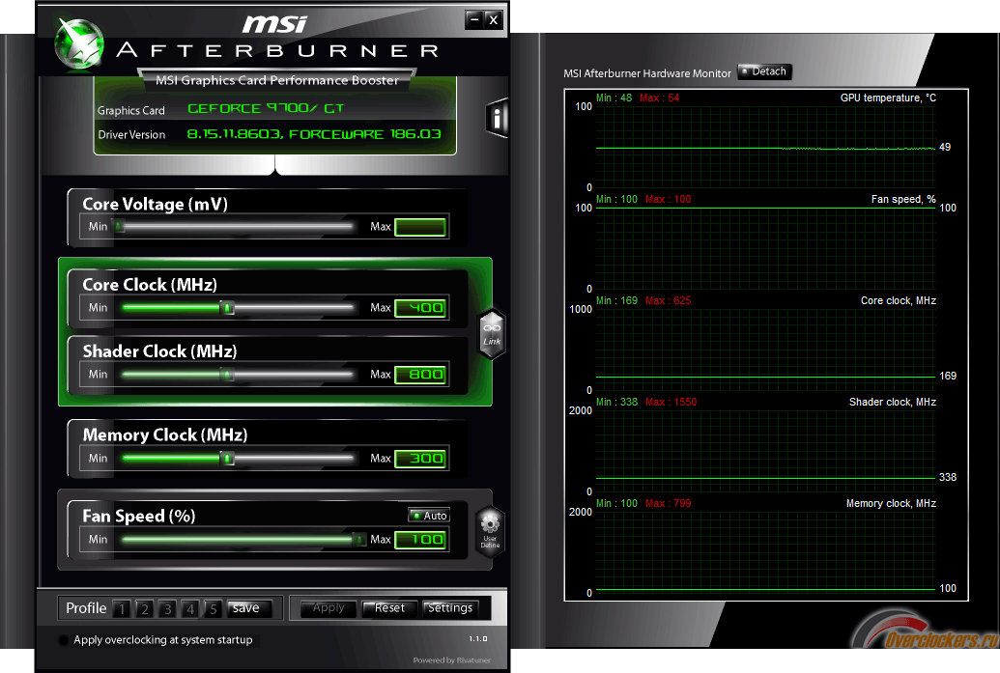 msi
AFTERBURNER
MSI Graphics Card Performance Booster
Graphics Card GEFORCE 9700/ GT
Driver Version 8.15.11.8603, FORCEWARE 186.03
i
Core Voltage (mV)
Min Max
Core Clock (MHz)
Min Max 400
Link
Shader Clock (MHz)
Min Max 800
Memory Clock (MHz)
Min Max 300
Fan Speed (%) Auto
Min Max 100
User
Define
Profile 1 2 3 4 5 save Apply Reset Settings
Apply overclocking at system startup 1.1.0
Powered by Rivatuner
MSI Afterburner Hardware Monitor Detach
Min : 48 Max : 54 GPU temperature, °C
100
49
0
Min : 100 Max : 100 Fan speed, %
100 100
0
Min : 169 Max : 625 Core clock, MHz
1000
169
0
Min : 338 Max : 1550 Shader clock, MHz
2000
338
0
Min : 100 Max : 799 Memory clock, MHz
2000
100
0
Overclockers.ru